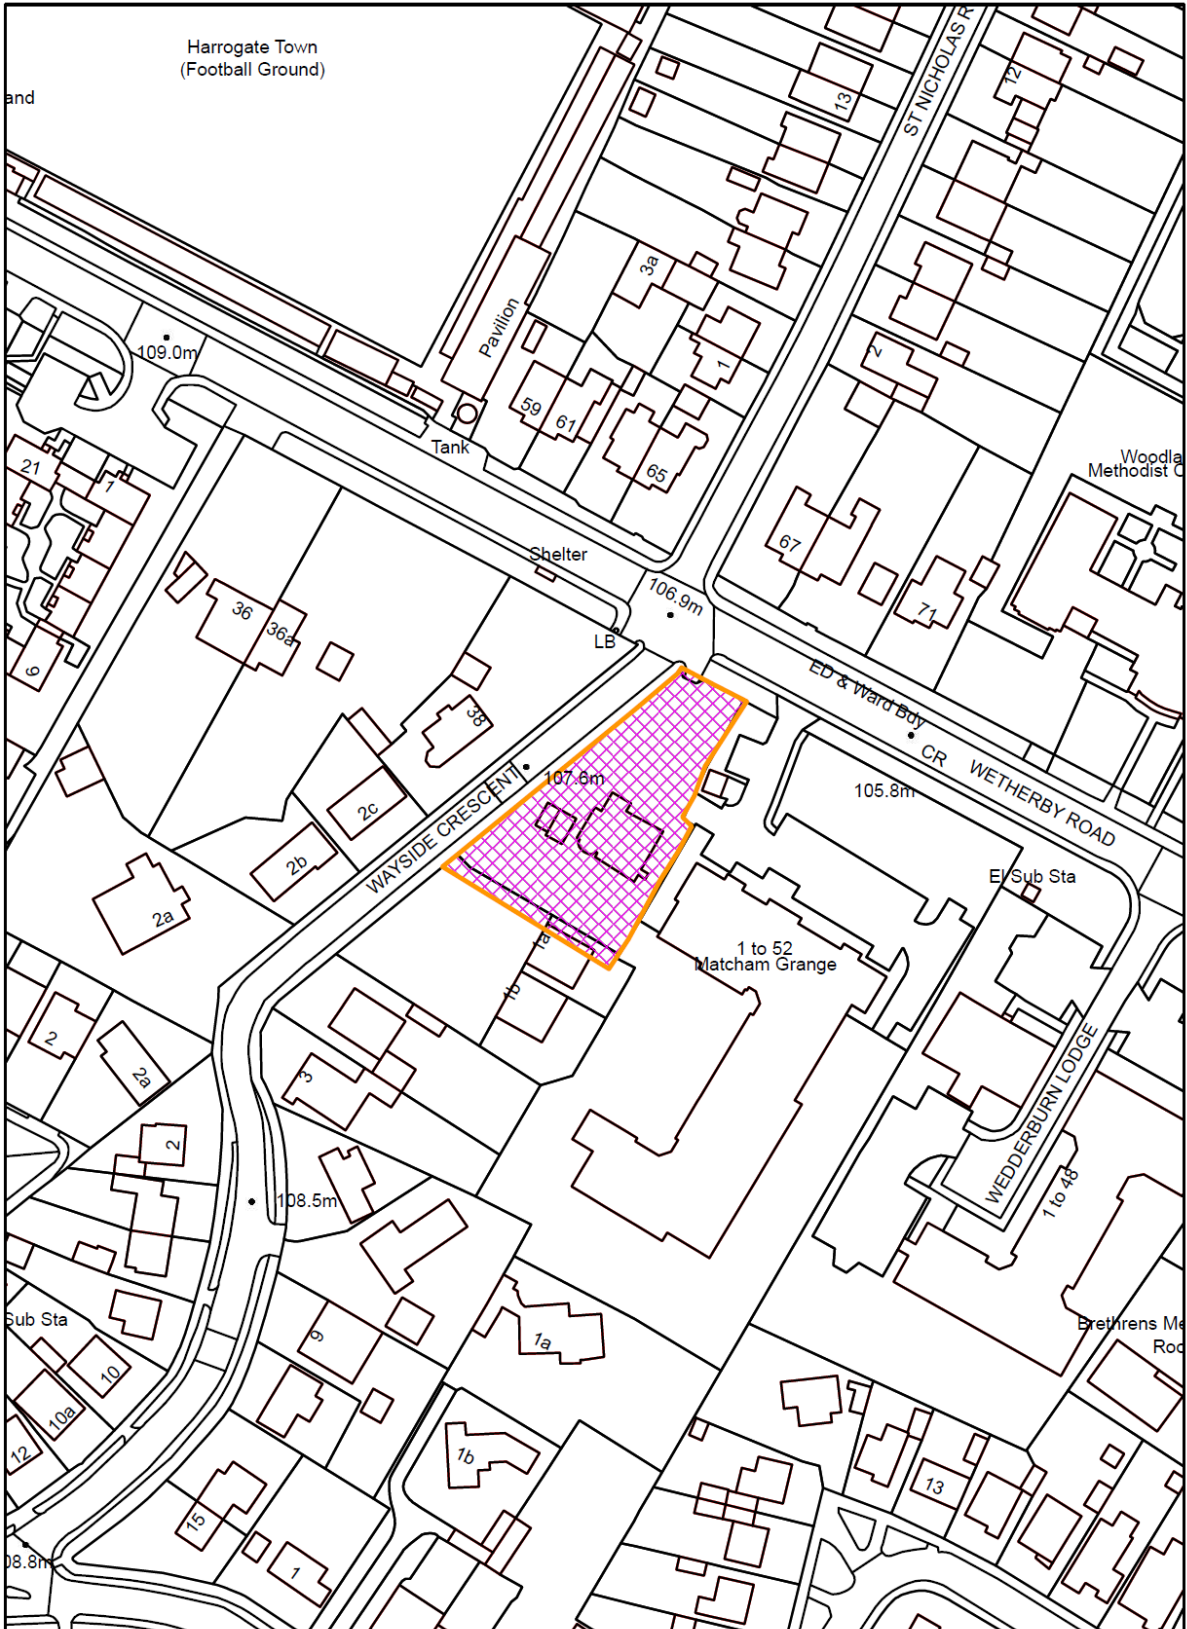 Harrogate Town
(Football Ground)
and
ST NICHOLAS R
13
12
3a
Pavilion
109.0m
1
2
59
61
65
Tank
21
1
Woodla
Methodist C
67
Shelter
106.9m
71
36
36a
LB
9
ED & Ward Bdy
38
CR
WETHERBY ROAD
107.6m
105.8m
2c
WAYSIDE CRESCENT
2b
El Sub Sta
2a
1a
1 to 52
Matcham Grange
1b
2
2a
3
WEDDERBURN LODGE
2
1 to 48
108.5m
Sub Sta
9
1a
Brethrens Me
Roo
10
10a
12
1b
13
15
1
08.8m